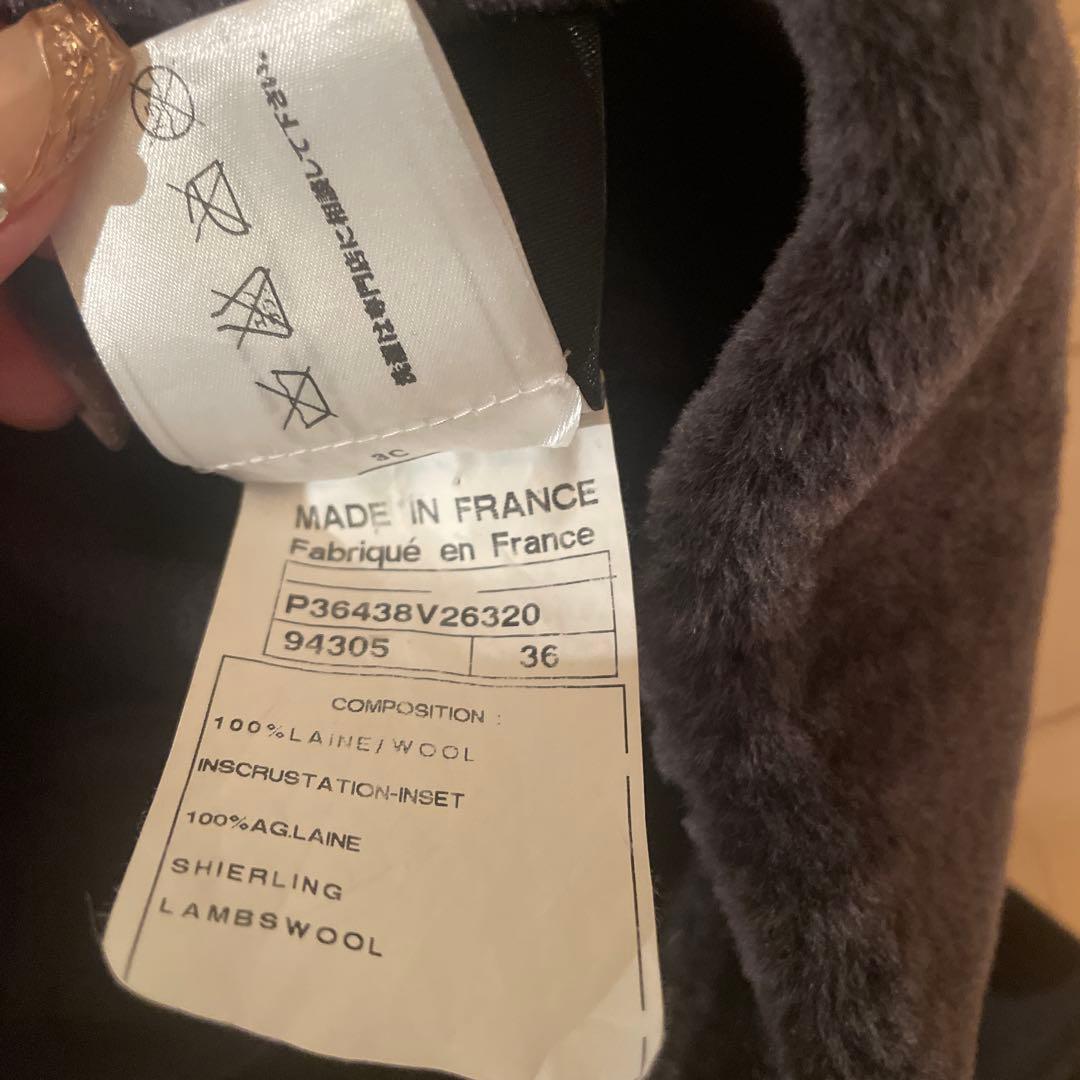 洗濯は専門店に相談して下さい。
3C
MADE IN FRANCE
Fabriqué en France
P36438V26320
94305 36
COMPOSITION :
100%LAINE/WOOL
INSCRUSTATION-INSET
100%AG.LAINE
SHIERLING
LAMBSWOOL